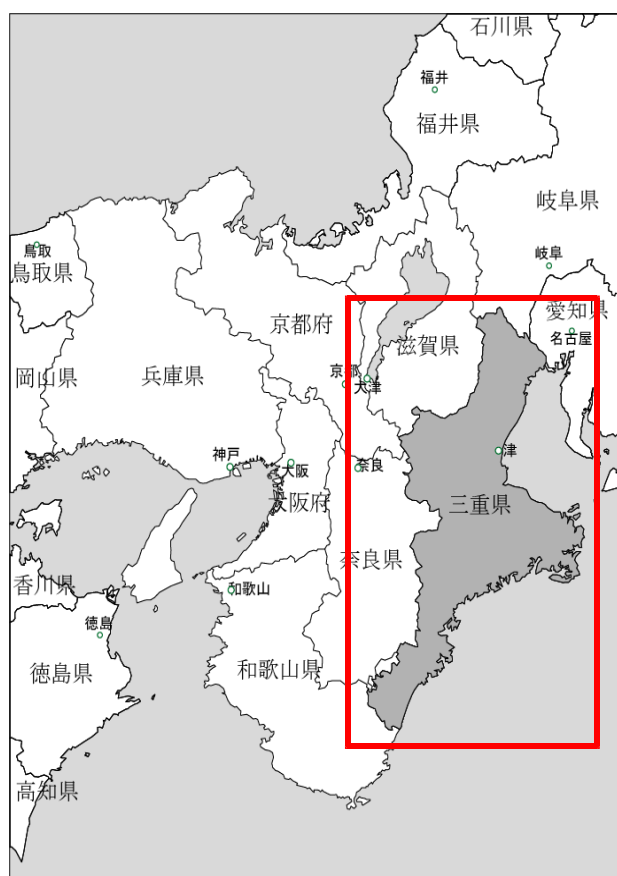 石川県
福井
福井県
岐阜県
鳥取
鳥取県
岐阜
愛知県
名古屋
京都府
滋賀県
岡山県
兵庫県
京都
大津
津
神戸
大阪
奈良
大阪府
三重県
奈良県
香川県
和歌山
徳島
徳島県
和歌山県
高知県